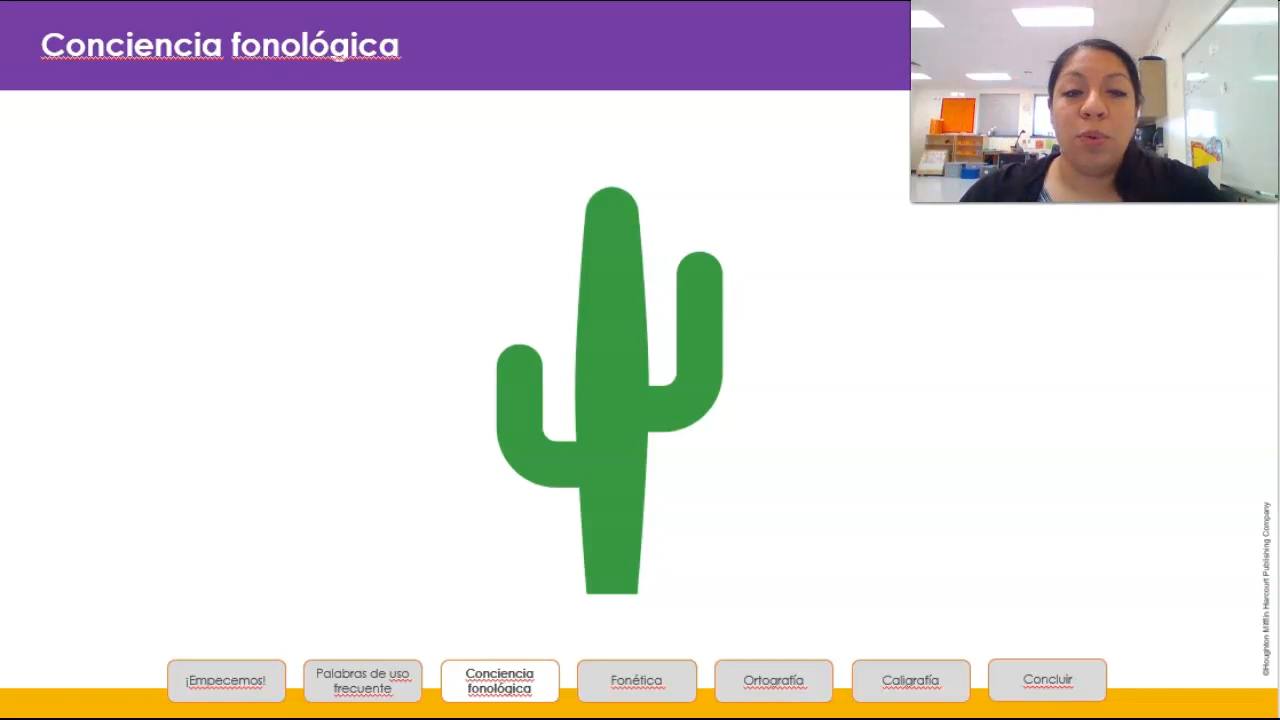 Conciencia fonológica
©Houghton Mifflin Harcourt Publishing Company
¡Empecemos!
Palabras de uso
frecuente
Conciencia
fonológica
Fonética
Ortografía
Caligrafía
Concluir